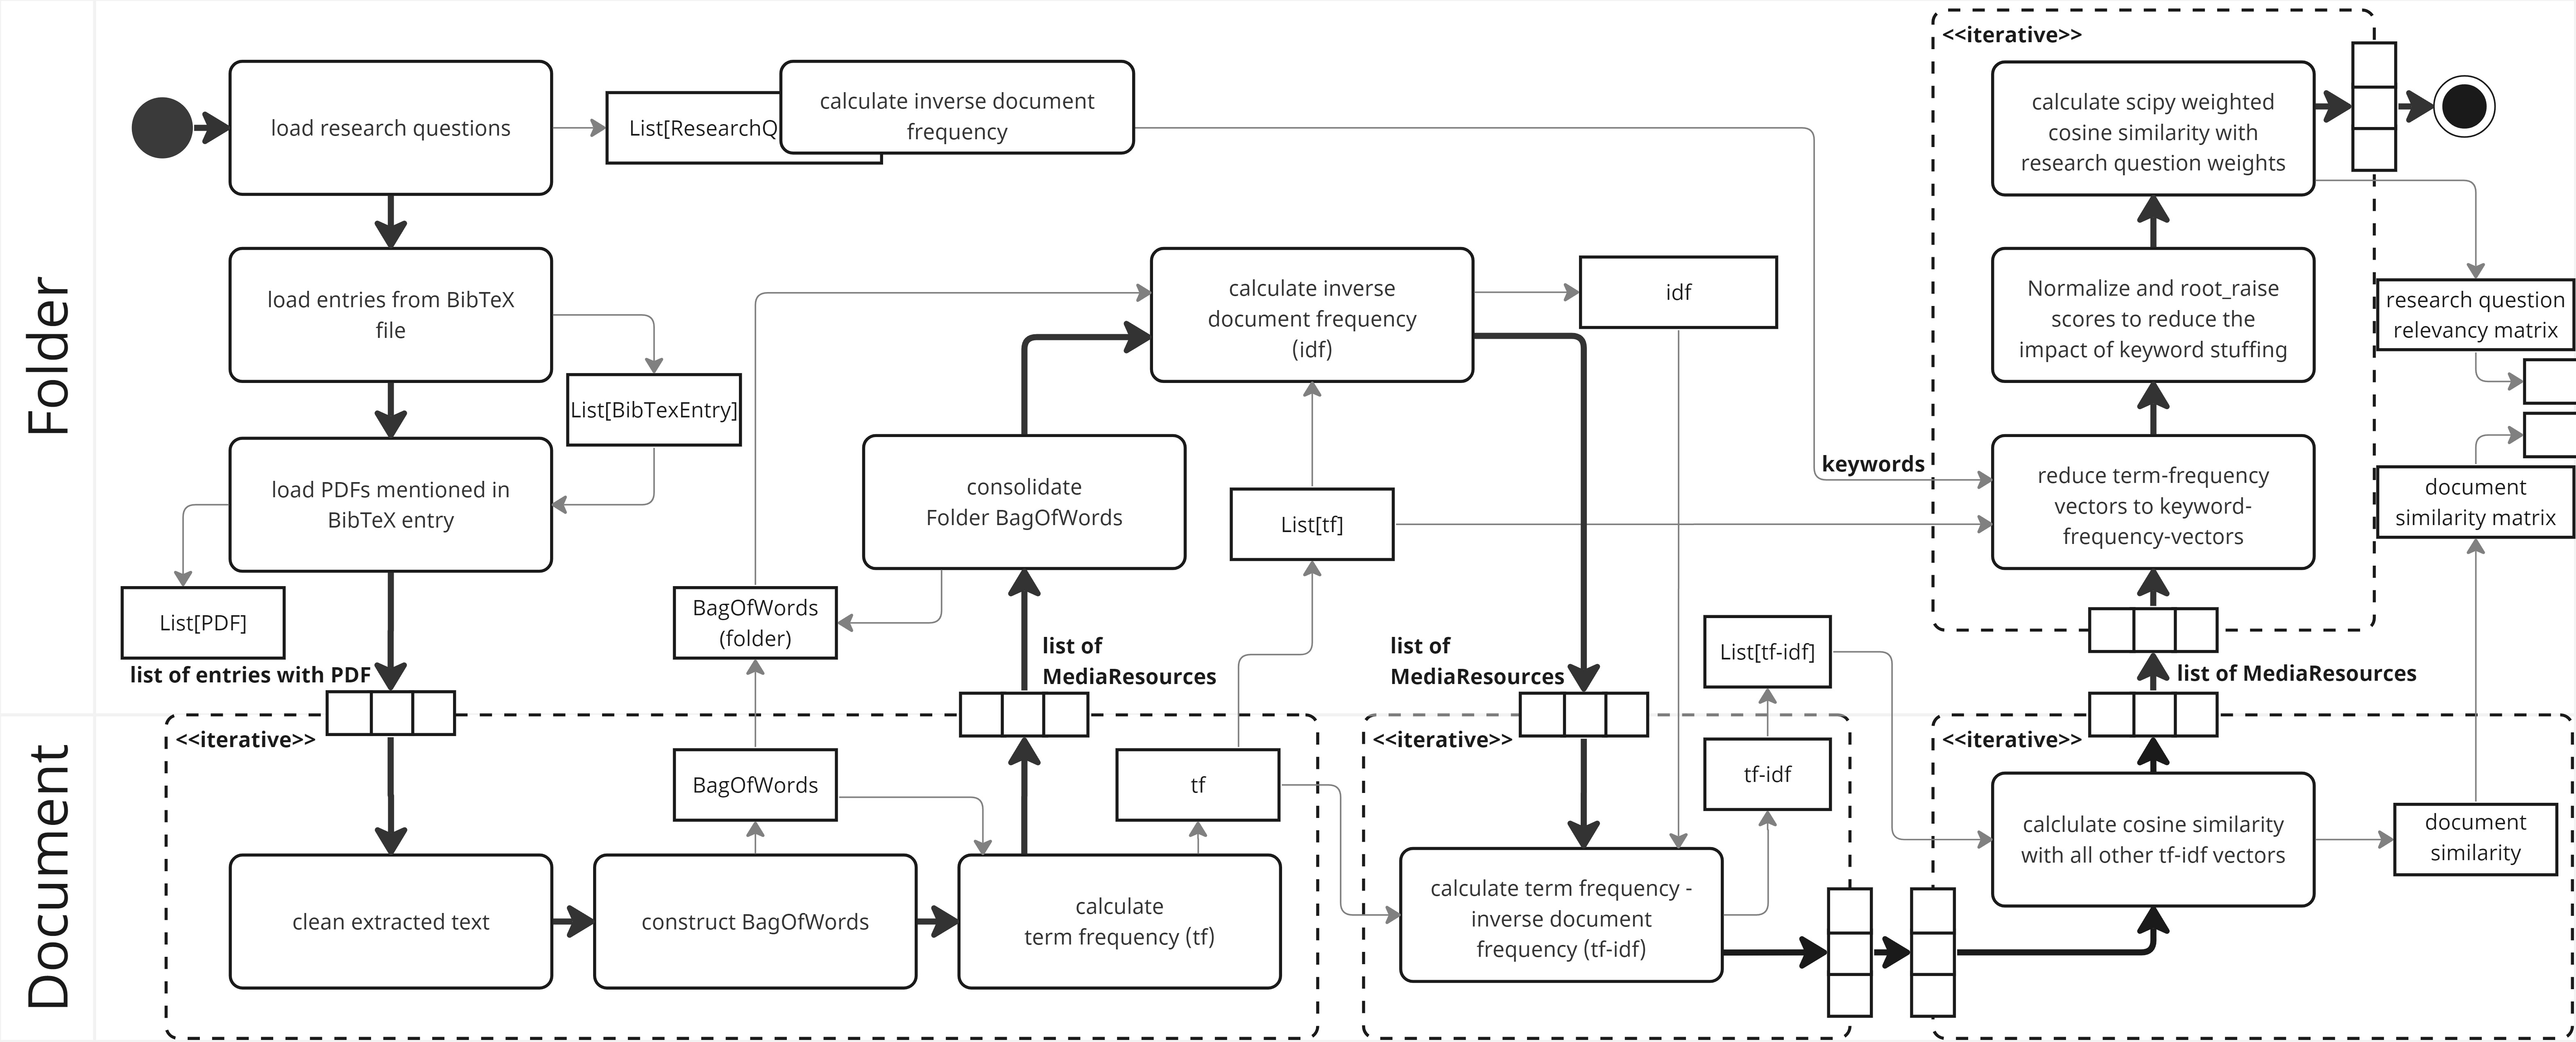 Folder
Document
load research questions
List[ResearchQ
calculate inverse document
frequency
load entries from BibTeX
file
List[BibTexEntry]
load PDFs mentioned in
BibTeX entry
List[PDF]
list of entries with PDF
<<iterative>>
clean extracted text
construct BagOfWords
BagOfWords
BagOfWords
(folder)
calculate
term frequency (tf)
tf
list of
MediaResources
consolidate
Folder BagOfWords
calculate inverse
document frequency
(idf)
idf
List[tf]
list of
MediaResources
<<iterative>>
calculate term frequency -
inverse document
frequency (tf-idf)
tf-idf
List[tf-idf]
<<iterative>>
calclulate cosine similarity
with all other tf-idf vectors
document
similarity
document
similarity matrix
list of MediaResources
keywords
<<iterative>>
reduce term-frequency
vectors to keyword-
frequency-vectors
Normalize and root_raise
scores to reduce the
impact of keyword stuffing
calculate scipy weighted
cosine similarity with
research question weights
research question
relevancy matrix